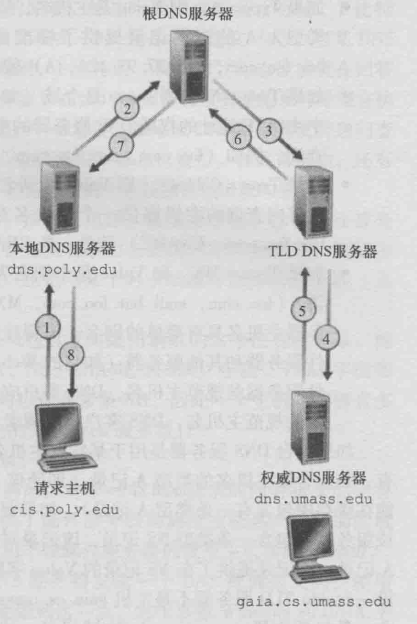 根DNS服务器
2
3
7
6
本地DNS服务器
dns.poly.edu
TLD DNS服务器
1
8
5
4
请求主机
cis.poly.edu
权威DNS服务器
dns.umass.edu
gaia.cs.umass.edu